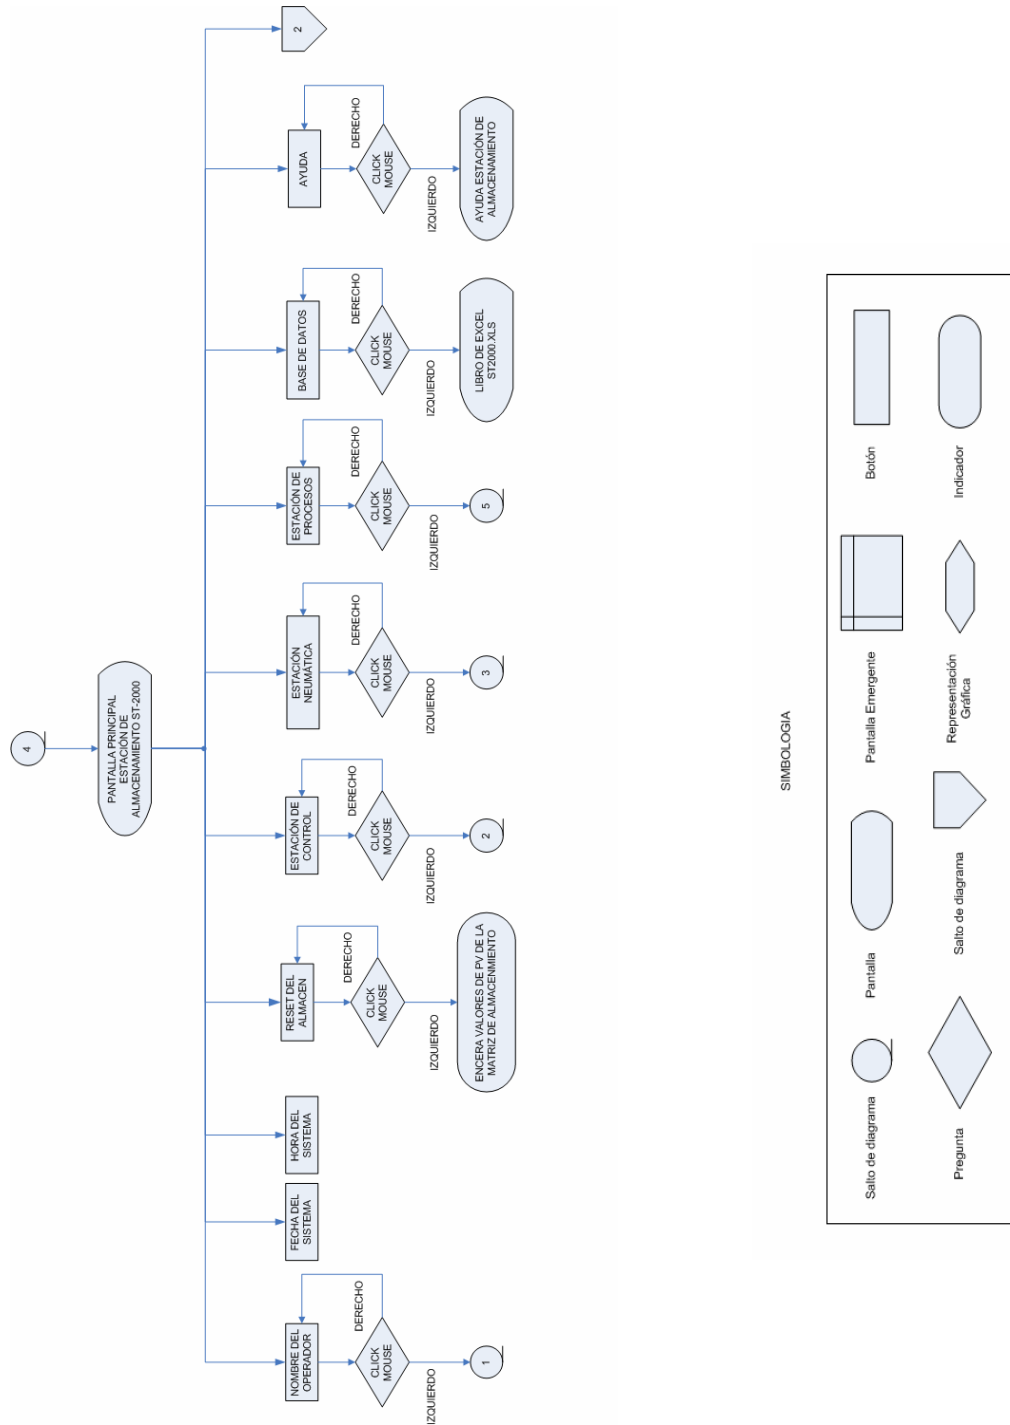 4
PANTALLA PRINCIPAL
ESTACIÓN DE
ALMACENAMIENTO ST-2000
NOMBRE DEL
OPERADOR
CLICK
MOUSE
DERECHO
IZQUIERDO
1
FECHA DEL
SISTEMA
HORA DEL
SISTEMA
RESET DEL
ALMACEN
CLICK
MOUSE
DERECHO
IZQUIERDO
ENCERA VALORES DE PV DE LA
MATRIZ DE ALMACENMIENTO
ESTACIÓN DE
CONTROL
CLICK
MOUSE
DERECHO
IZQUIERDO
2
ESTACIÓN
NEUMÁTICA
CLICK
MOUSE
DERECHO
IZQUIERDO
3
ESTACIÓN DE
PROCESOS
CLICK
MOUSE
DERECHO
IZQUIERDO
5
BASE DE DATOS
CLICK
MOUSE
DERECHO
IZQUIERDO
LIBRO DE EXCEL
ST2000.XLS
AYUDA
CLICK
MOUSE
DERECHO
IZQUIERDO
AYUDA ESTACIÓN DE
ALMACENAMIENTO
2
SIMBOLOGIA
Salto de diagrama
Pantalla
Pantalla Emergente
Botón
Pregunta
Salto de diagrama
Representación
Gráfica
Indicador